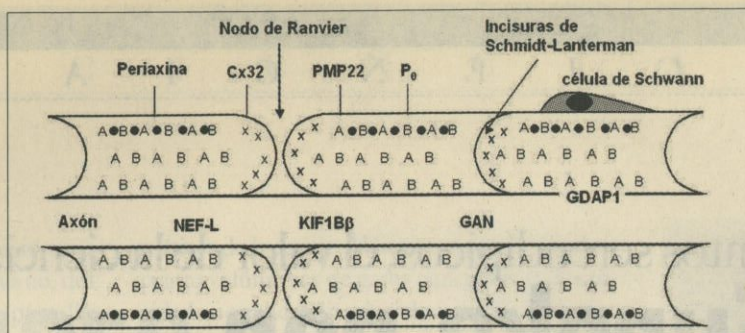 Nodo de Ranvier
Incisuras de
Schmidt-Lanterman
Periaxina Cx32 PMP22 P₀ célula de Schwann
A●B●A●B●A●B x x x A●B●A●B●A●B x A●B●A●B●A●B
A B A B A B x x x A B A B A B x x A B A B A B
A B A B A B x x x A B A B A B x A B A B A B
GDAP1
Axón NEF-L KIF1Bβ GAN
A B A B A B x x x A B A B A B x A B A B A B
A B A B A B x x x A B A B A B x x A B A B A B
A●B●A●B●A●B x x x A●B●A●B●A●B x A●B●A●B●A●B